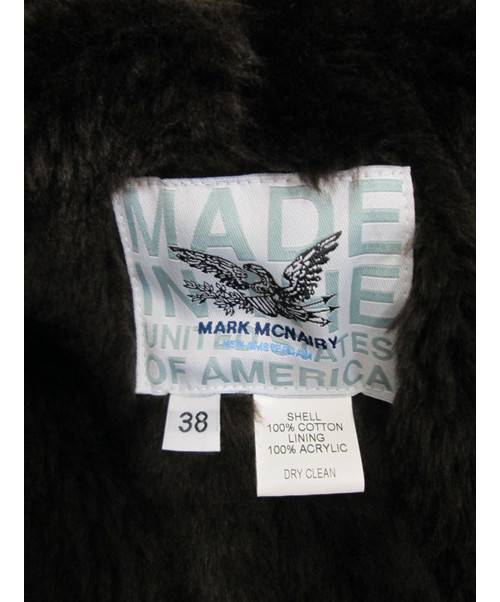 MADE
IN THE
UNITED STATES
OF AMERICA
MARK MCNAIRY
38
SHELL
100% COTTON
LINING
100% ACRYLIC
DRY CLEAN